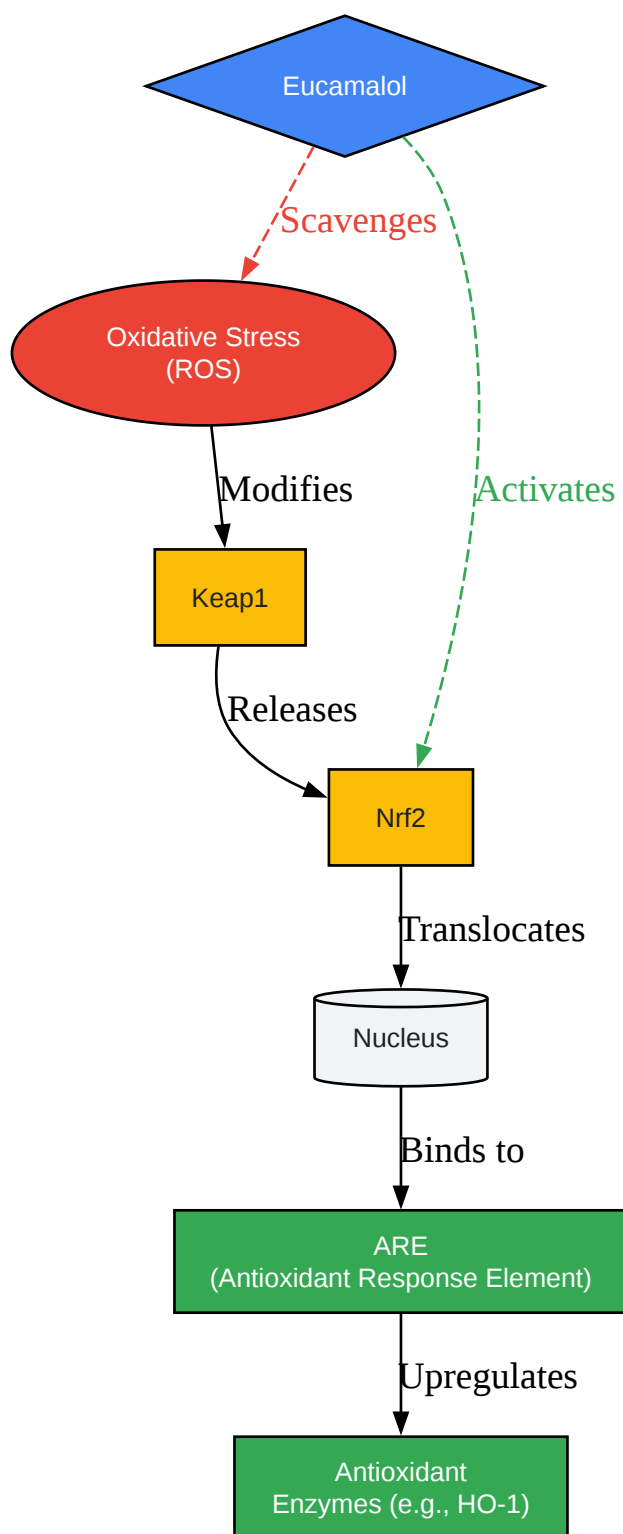 Eucamalol
Scavenges
Oxidative Stress
(ROS)
Modifies
Activates
Keap1
Releases
Nrf2
Translocates
Nucleus
Binds to
ARE
(Antioxidant Response Element)
Upregulates
Antioxidant
Enzymes (e.g., HO-1)